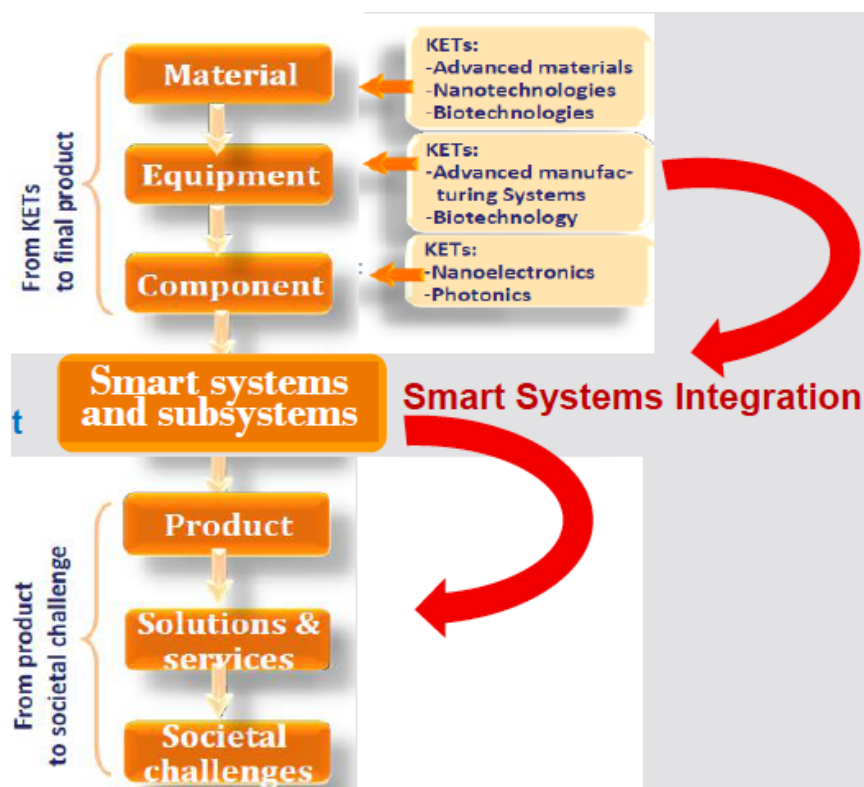 Material
KETs:
-Advanced materials
-Nanotechnologies
-Biotechnologies
Equipment
KETs:
-Advanced manufac-
turing Systems
-Biotechnology
Component
:
KETs:
-Nanoelectronics
-Photonics
From KETs
to final product
Smart systems
and subsystems
Smart Systems Integration
t
Product
Solutions &
services
Societal
challenges
From product
to societal challenge